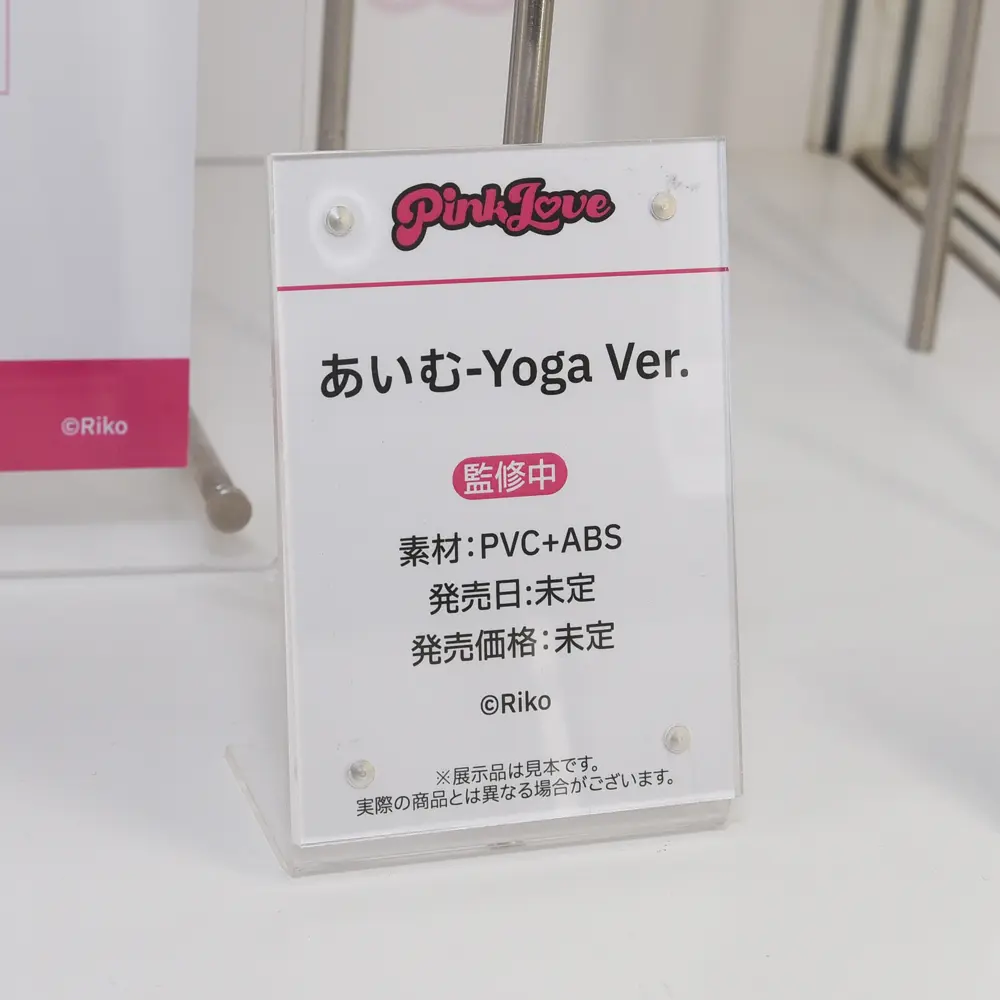 PinkLove
あいむ-Yoga Ver.
監修中
素材:PVC+ABS
発売日:未定
発売価格:未定
©Riko
※展示品は見本です。
実際の商品とは異なる場合がございます。
©Riko